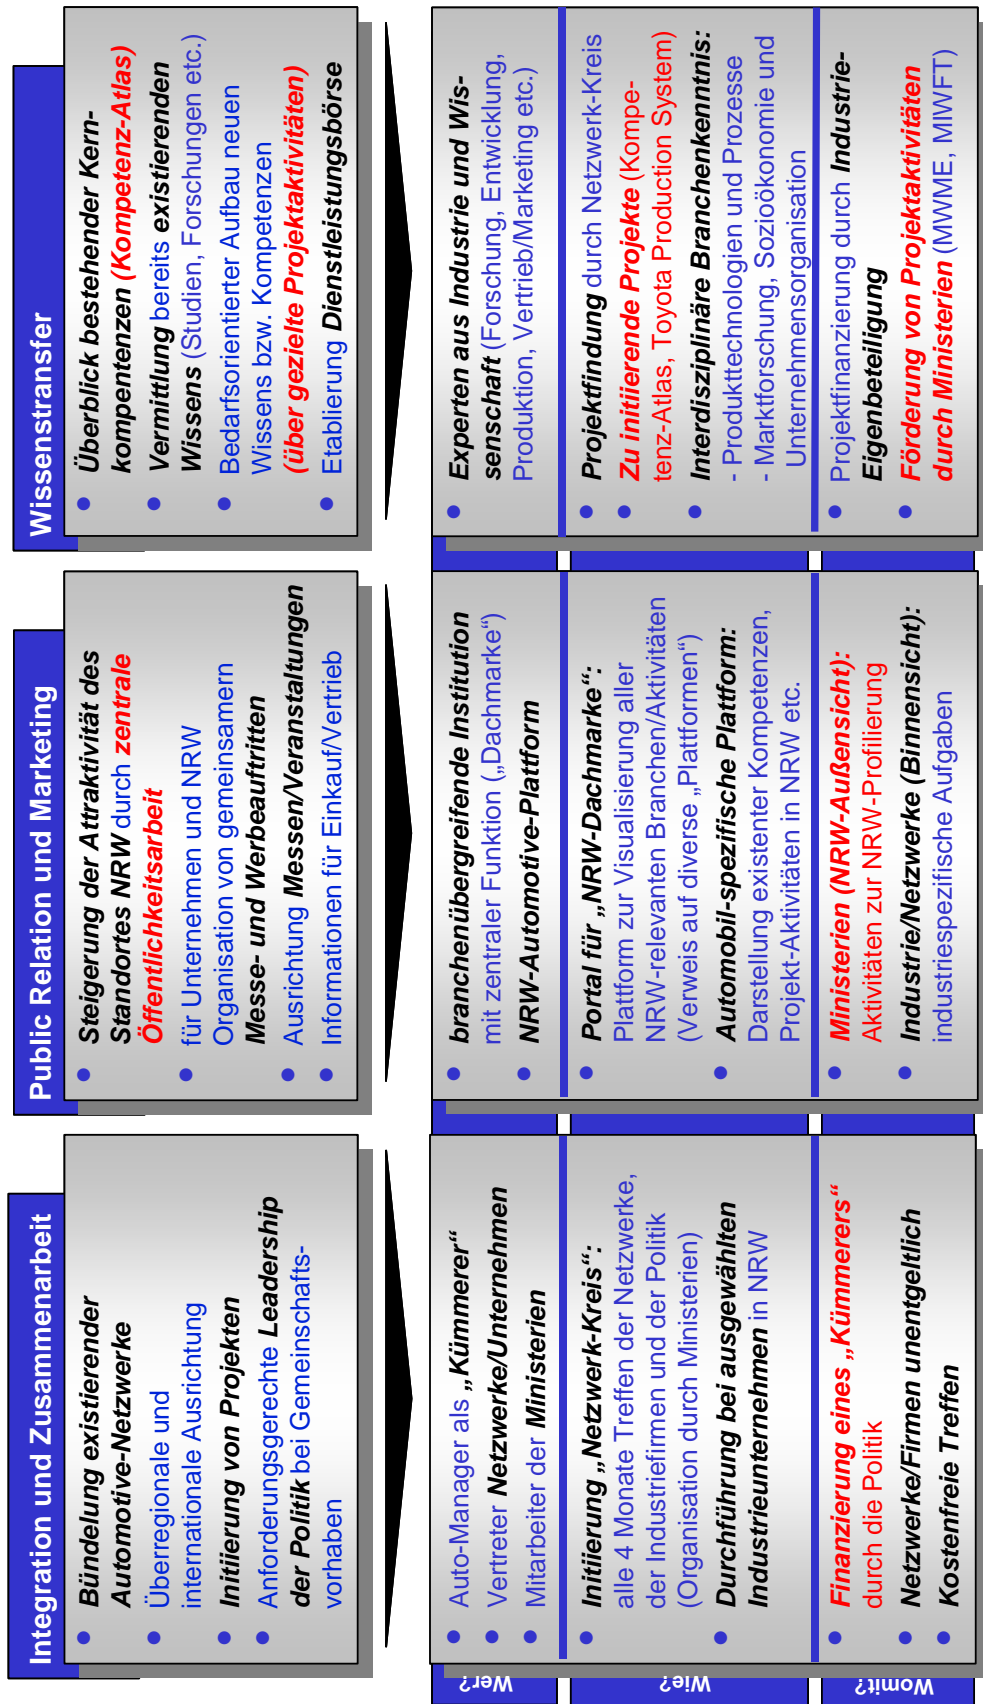 Integration und Zusammenarbeit
Bündelung existierender
Automotive-Netzwerke
Überregionale und
internationale Ausrichtung
Initiierung von Projekten
Anforderungsgerechte Leadership
der Politik bei Gemeinschafts-
vorhaben
Public Relation und Marketing
Steigerung der Attraktivität des
Standortes NRW durch zentrale
Öffentlichkeitsarbeit
für Unternehmen und NRW
Organisation von gemeinsamem
Messe- und Werbeauftritten
Ausrichtung Messen/Veranstaltungen
Informationen für Einkauf/Vertrieb
Wissenstransfer
Überblick bestehender Kern-
kompentenzen (Kompetenz-Atlas)
Vermittlung bereits existierenden
Wissens (Studien, Forschungen etc.)
Bedarfsorientierter Aufbau neuen
Wissens bzw. Kompetenzen
(über gezielte Projektaktivitäten)
Etablierung Dienstleistungsbörse
Wer?
Auto-Manager als „Kümmerer“
Vertreter Netzwerke/Unternehmen
Mitarbeiter der Ministerien
branchenübergreifende Institution
mit zentraler Funktion („Dachmarke“)
NRW-Automotive-Plattform
Experten aus Industrie und Wis-
senschaft (Forschung, Entwicklung,
Produktion, Vertrieb/Marketing etc.)
Wie?
Initiierung „Netzwerk-Kreis“:
alle 4 Monate Treffen der Netzwerke,
der Industriefirmen und der Politik
(Organisation durch Ministerien)
Durchführung bei ausgewählten
Industrieunternehmen in NRW
Portal für „NRW-Dachmarke“:
Plattform zur Visualisierung aller
NRW-relevanten Branchen/Aktivitäten
(Verweis auf diverse „Plattformen“)
Automobil-spezifische Plattform:
Darstellung existenter Kompetenzen,
Projekt-Aktivitäten in NRW etc.
Projektfindung durch Netzwerk-Kreis
Zu initiierende Projekte (Kompe-
tenz-Atlas, Toyota Production System)
Interdisziplinäre Branchenkenntnis:
- Produkttechnologien und Prozesse
- Marktforschung, Sozioökonomie und
Unternehmensorganisation
Womit?
Finanzierung eines „Kümmerers“
durch die Politik
Netzwerke/Firmen unentgeltlich
Kostenfreie Treffen
Ministerien (NRW-Außensicht):
Aktivitäten zur NRW-Profilierung
Industrie/Netzwerke (Binnensicht):
industriespezifische Aufgaben
Projektfinanzierung durch Industrie-
Eigenbeteiligung
Förderung von Projektaktivitäten
durch Ministerien (MWME, MIWFT)